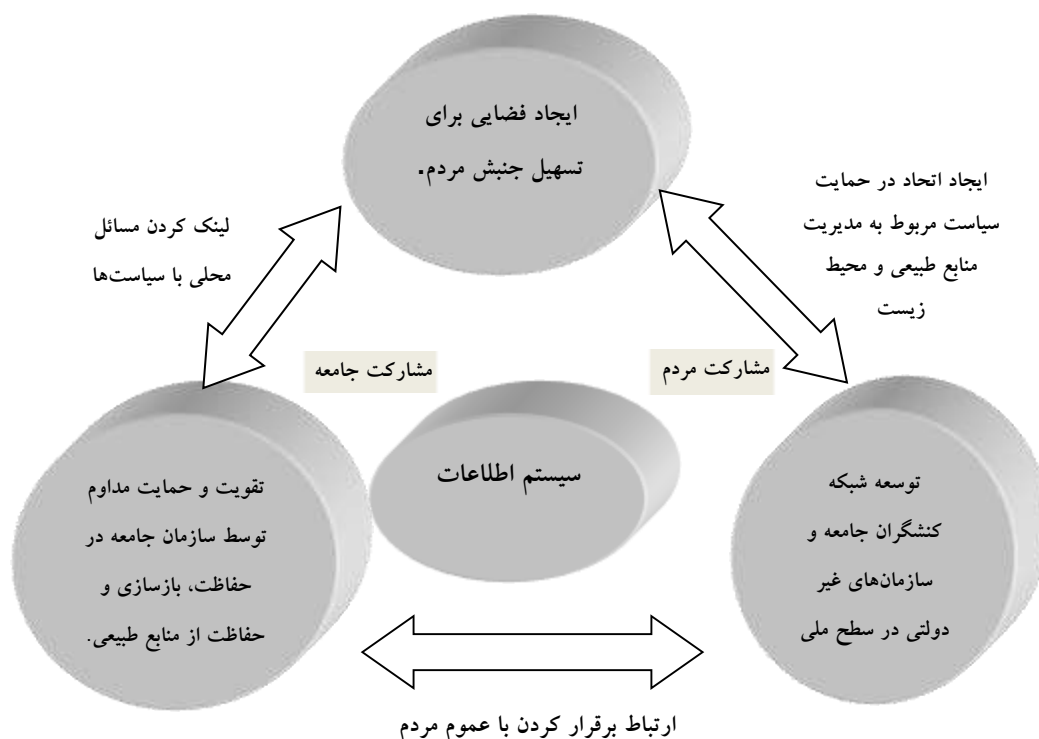 ایجاد فضایی برای
تسهیل جنبش مردم.
ایجاد اتحاد در حمایت
سیاست مربوط به مدیریت
منابع طبیعی و محیط
زیست
لینک کردن مسائل
محلی با سیاست‌ها
مشارکت مردم
مشارکت جامعه
سیستم اطلاعات
توسعه شبکه
کنشگران جامعه و
سازمان‌های غیر
دولتی در سطح ملی
تقویت و حمایت مداوم
توسط سازمان جامعه در
حفاظت، بازسازی و
حفاظت از منابع طبیعی.
ارتباط برقرار کردن با عموم مردم